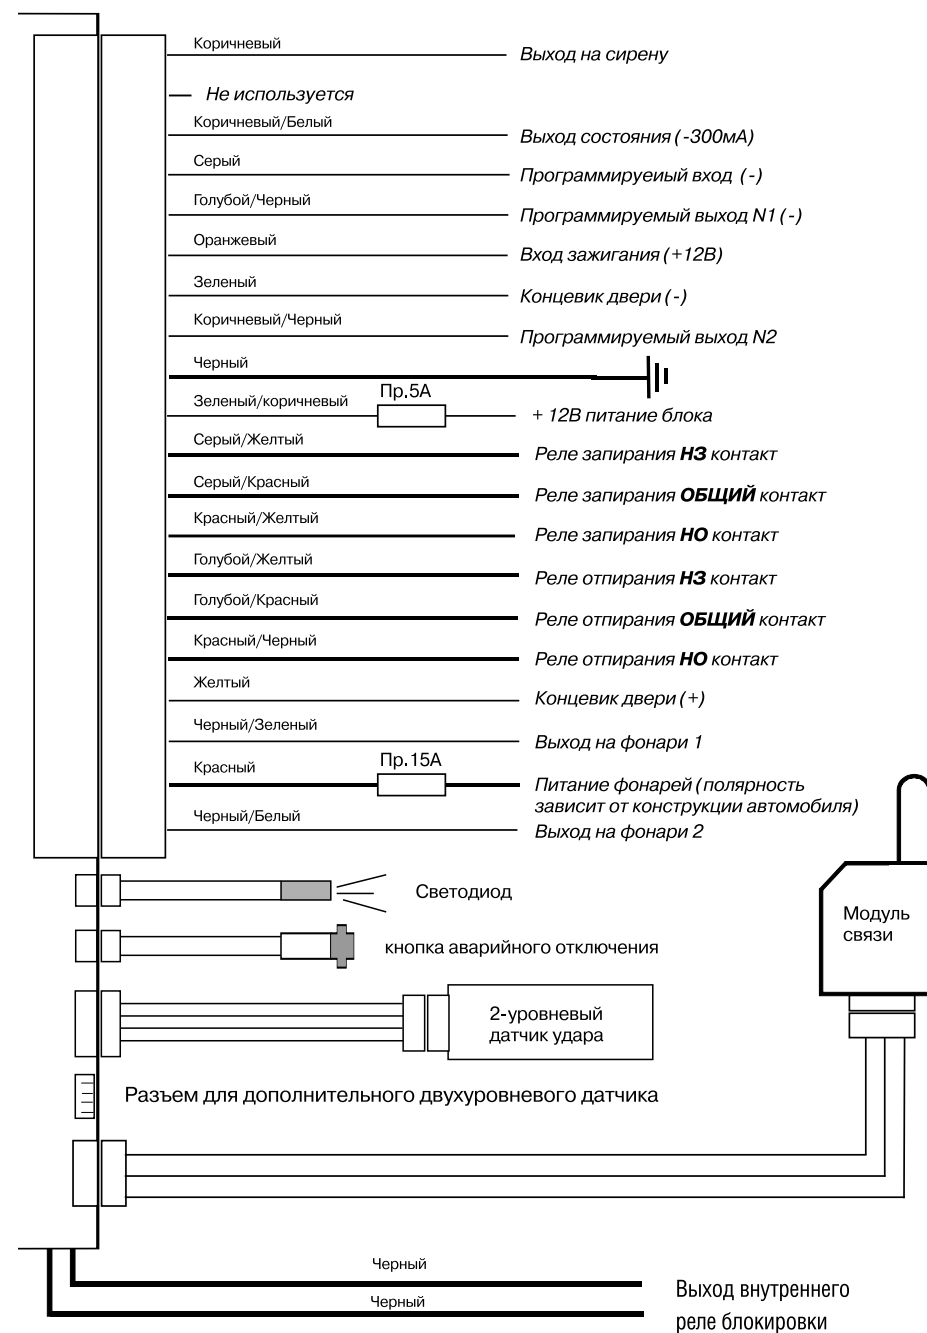 Коричневый
Выход на сирену
Не используется
Коричневый/Белый
Выход состояния (-300мА)
Серый
Программируеиый вход (-)
Голубой/Черный
Программируемый выход N1 (-)
Оранжевый
Вход зажигания (+12В)
Зеленый
Концевик двери (-)
Коричневый/Черный
Программируемый выход N2
Черный
Зеленый/коричневый
Пр.5А
+ 12В питание блока
Серый/Желтый
Реле запирания НЗ контакт
Серый/Красный
Реле запирания ОБЩИЙ контакт
Красный/Желтый
Реле запирания НО контакт
Голубой/Желтый
Реле отпирания НЗ контакт
Голубой/Красный
Реле отпирания ОБЩИЙ контакт
Красный/Черный
Реле отпирания НО контакт
Желтый
Концевик двери (+)
Черный/Зеленый
Выход на фонари 1
Красный
Пр.15А
Питание фонарей (полярность
зависит от конструкции автомобиля)
Черный/Белый
Выход на фонари 2
Светодиод
Модуль
связи
кнопка аварийного отключения
2-уровневый
датчик удара
Разъем для дополнительного двухуровневого датчика
Черный
Черный
Выход внутреннего
реле блокировки